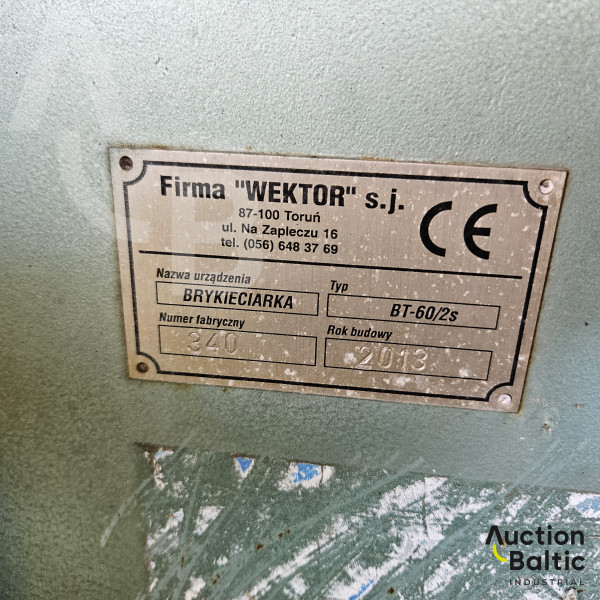 Firma "WEKTOR" s.j.
87-100 Toruń
ul. Na Zapleczu 16
tel. (056) 648 37 69
CE
Nazwa urządzenia
BRYKIECIARKA
Typ
BT-60/2s
Numer fabryczny
340
Rok budowy
2013
Auction
Baltic
INDUSTRIAL